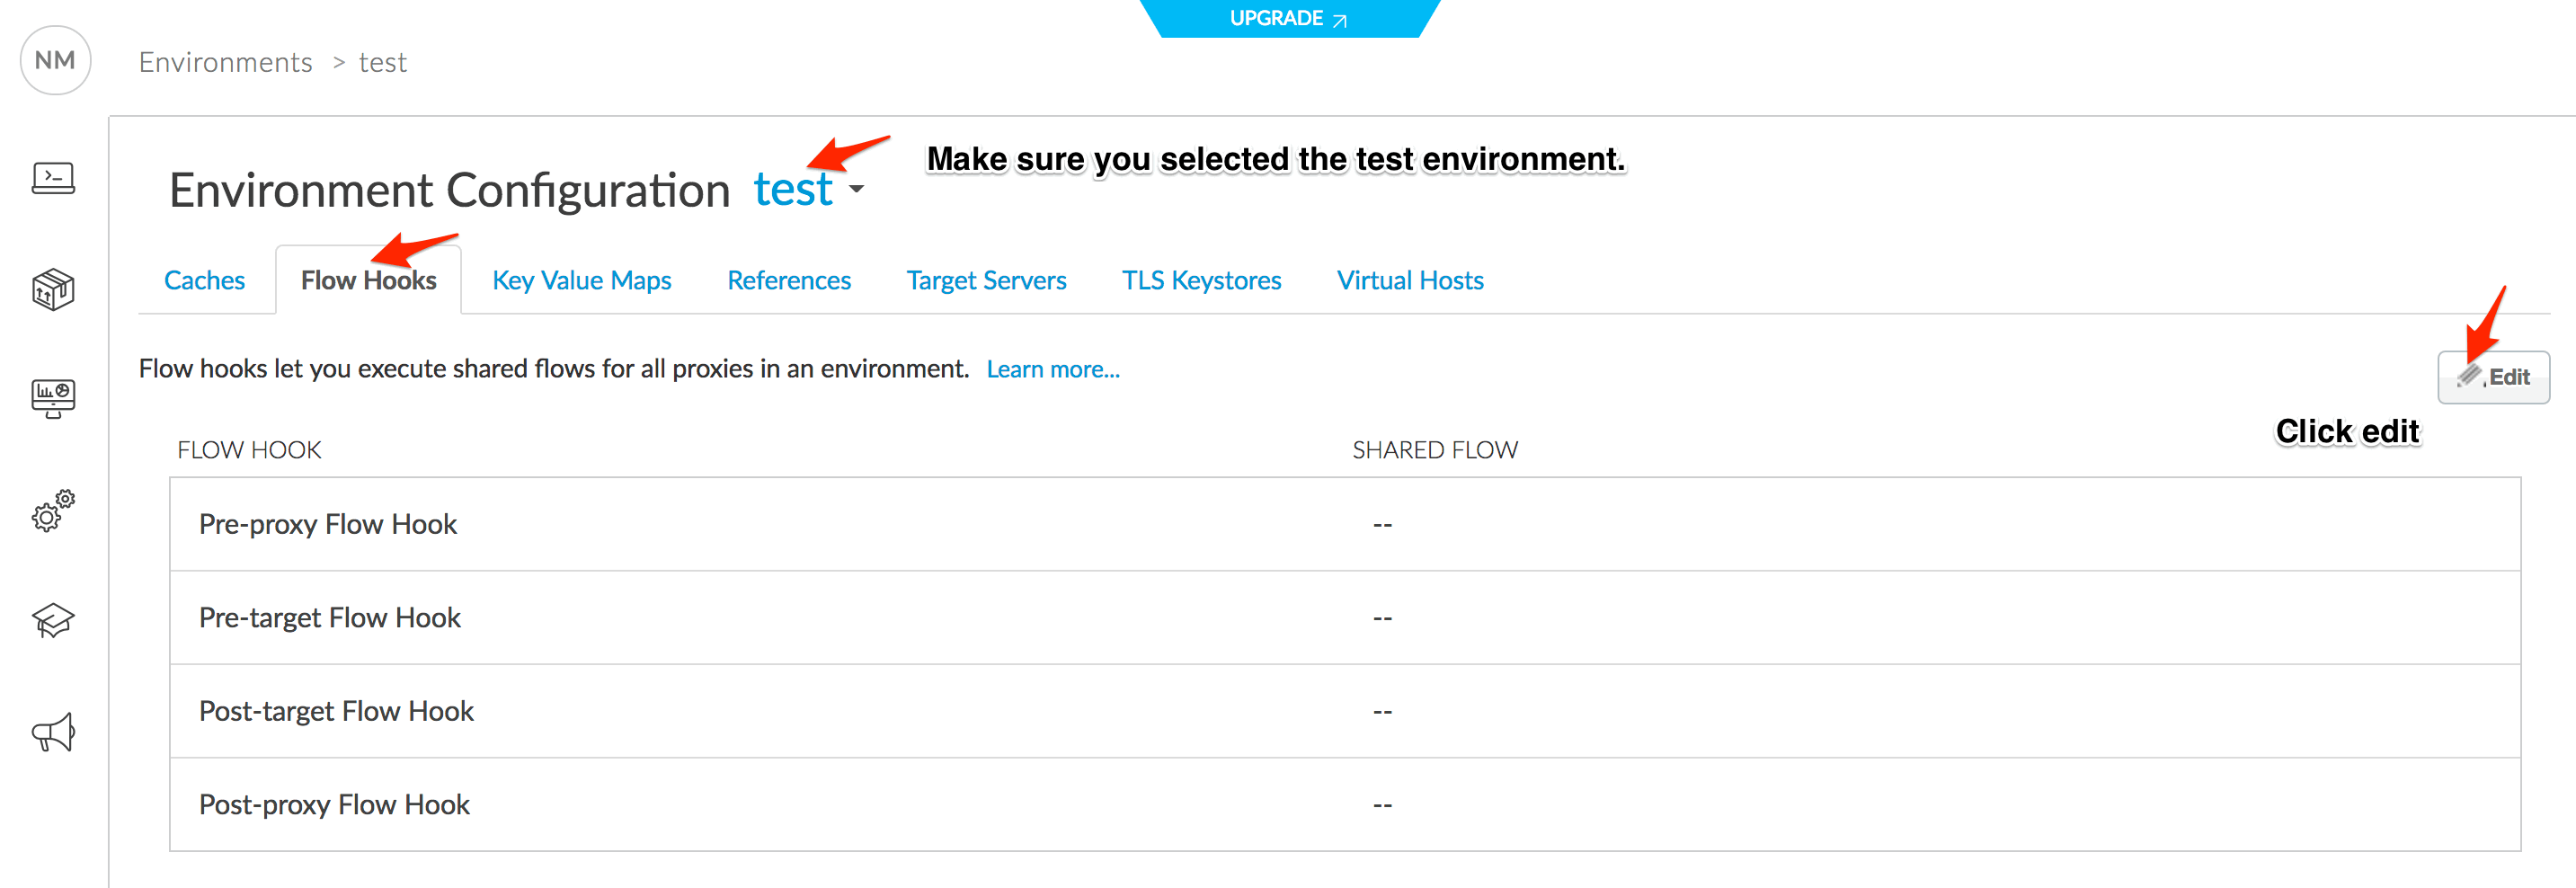 UPGRADE
NM
Environments > test
Make sure you selected the test environment.
Environment Configuration test
Caches Flow Hooks Key Value Maps References Target Servers TLS Keystores Virtual Hosts
Flow hooks let you execute shared flows for all proxies in an environment. Learn more...
Edit
Click edit
FLOW HOOK SHARED FLOW
Pre-proxy Flow Hook --
Pre-target Flow Hook --
Post-target Flow Hook --
Post-proxy Flow Hook --